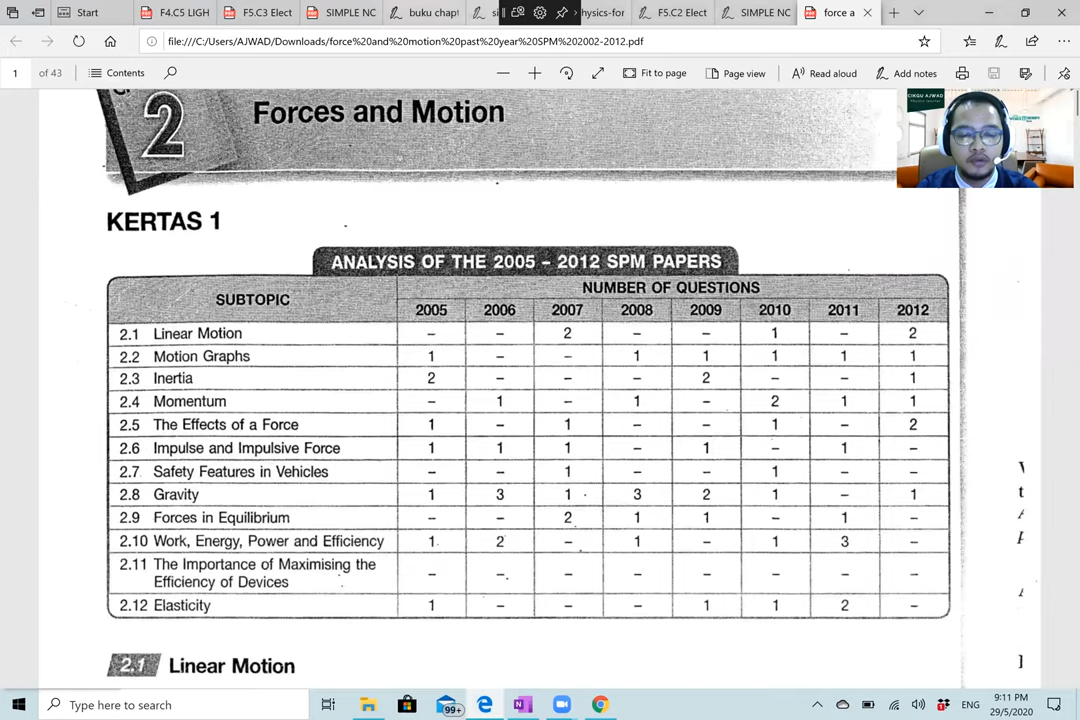 Start
F4.C5 LIGH
F5.C3 Elect
SIMPLE NC
buku chapt
si
hysics-for
F5.C2 Elect
SIMPLE NC
force a
file:///C:/Users/AJWAD/Downloads/force%20and%20motion%20past%20year%20SPM%202002-2012.pdf
1 of 43 Contents Fit to page Page view Read aloud Add notes
CIKGU AJWAD
2 Forces and Motion
KERTAS 1
ANALYSIS OF THE 2005 – 2012 SPM PAPERS
SUBTOPIC NUMBER OF QUESTIONS
2005 2006 2007 2008 2009 2010 2011 2012
2.1 Linear Motion – – 2 – – 1 – 2
2.2 Motion Graphs 1 – – 1 1 1 1 1
2.3 Inertia 2 – – – 2 – – 1
2.4 Momentum – 1 – 1 – 2 1 1
2.5 The Effects of a Force 1 – 1 – – 1 – 2
2.6 Impulse and Impulsive Force 1 1 1 – 1 – 1 –
2.7 Safety Features in Vehicles – – 1 – – 1 – –
2.8 Gravity 1 3 1 3 2 1 – 1
2.9 Forces in Equilibrium – – 2 1 1 – 1 –
2.10 Work, Energy, Power and Efficiency 1 2 – 1 – 1 3 –
2.11 The Importance of Maximising the
Efficiency of Devices – – – – – – – –
2.12 Elasticity 1 – – – 1 1 2 –
2.1 Linear Motion
Type here to search
99+
ENG
9:11 PM
29/5/2020